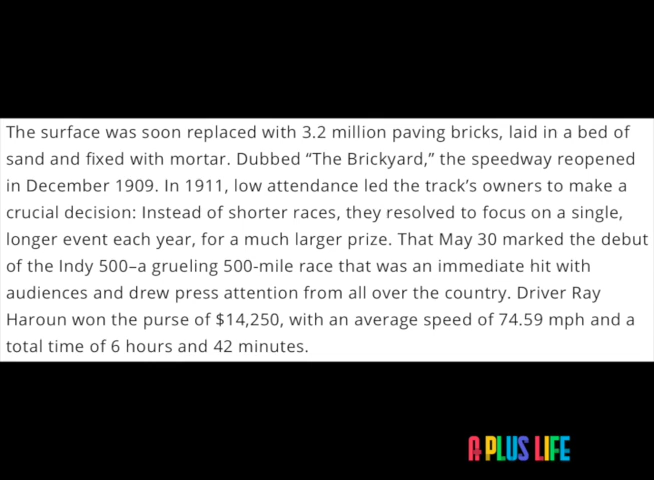 The surface was soon replaced with 3.2 million paving bricks, laid in a bed of
sand and fixed with mortar. Dubbed “The Brickyard,” the speedway reopened
in December 1909. In 1911, low attendance led the track’s owners to make a
crucial decision: Instead of shorter races, they resolved to focus on a single,
longer event each year, for a much larger prize. That May 30 marked the debut
of the Indy 500–a grueling 500-mile race that was an immediate hit with
audiences and drew press attention from all over the country. Driver Ray
Haroun won the purse of $14,250, with an average speed of 74.59 mph and a
total time of 6 hours and 42 minutes.
A PLUS LIFE